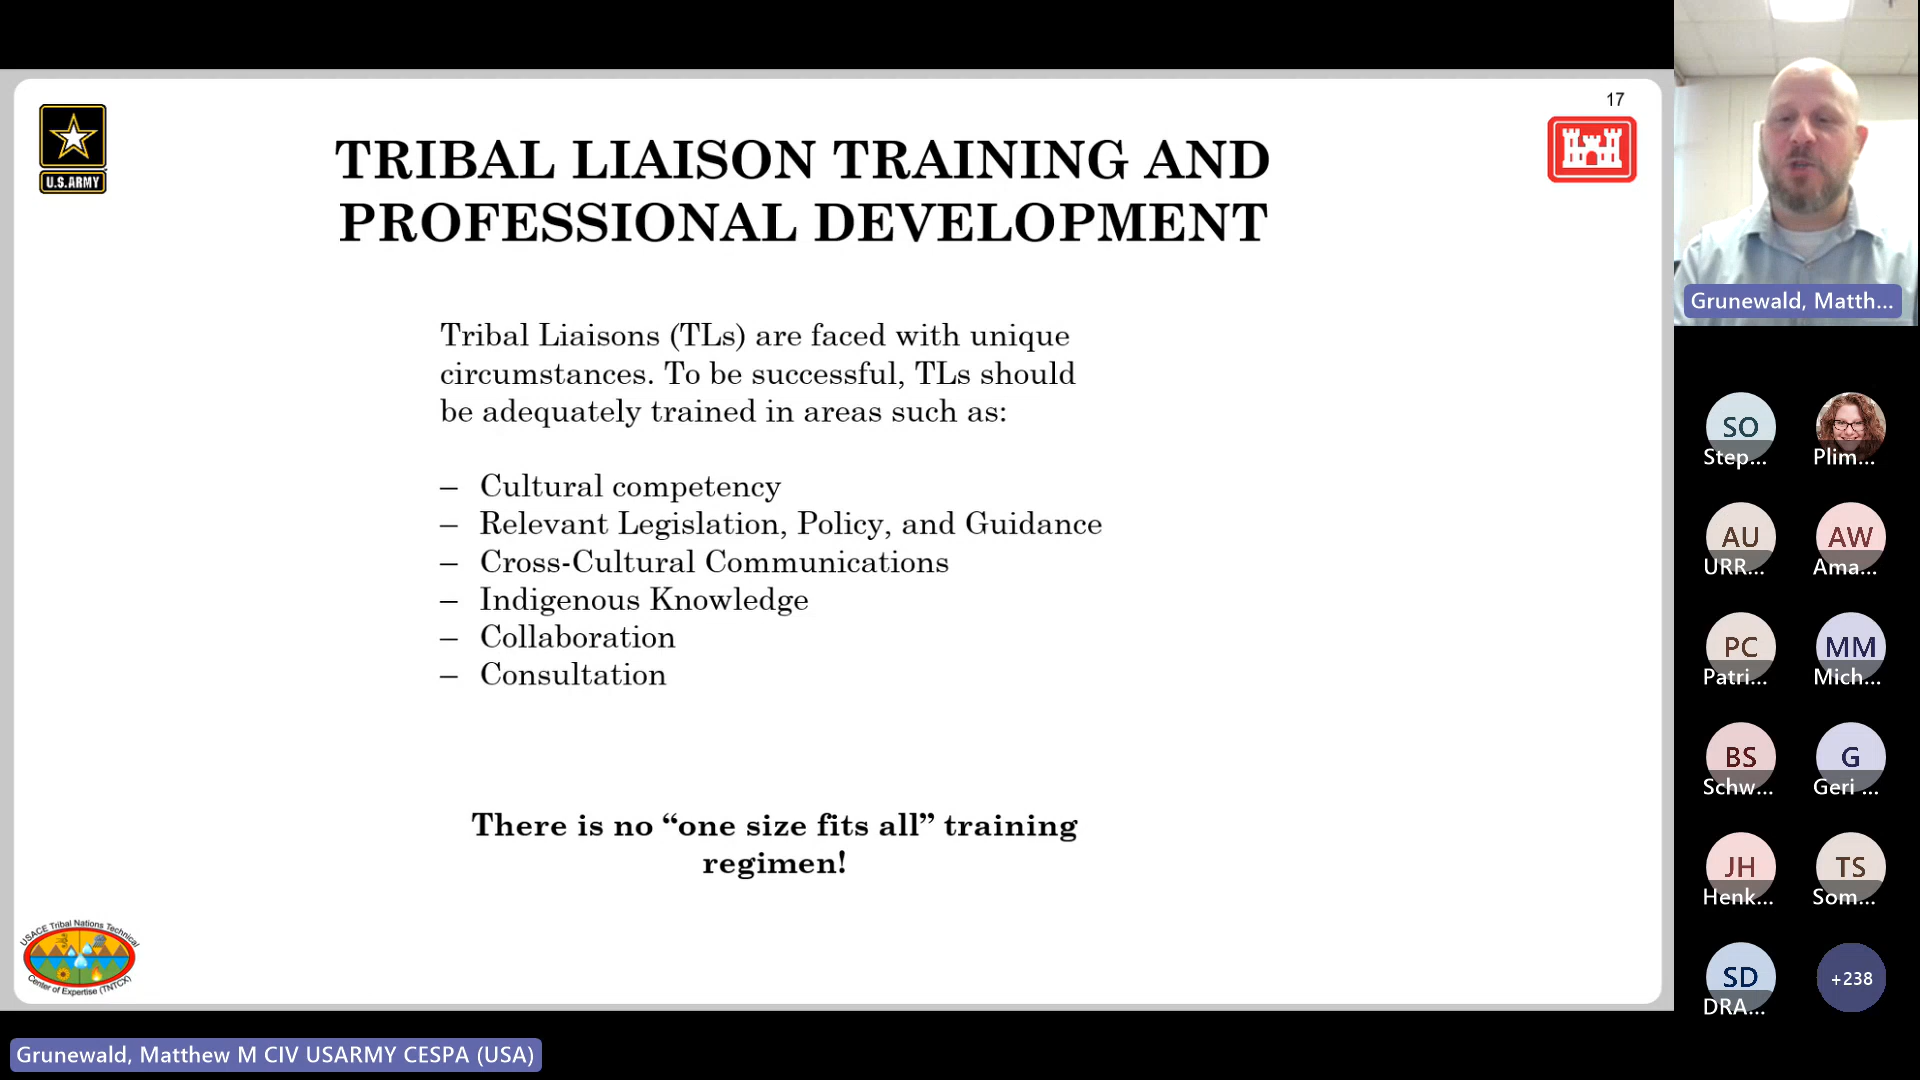 17
U.S.ARMY
TRIBAL LIAISON TRAINING AND
PROFESSIONAL DEVELOPMENT
Tribal Liaisons (TLs) are faced with unique
circumstances. To be successful, TLs should
be adequately trained in areas such as:
– Cultural competency
– Relevant Legislation, Policy, and Guidance
– Cross-Cultural Communications
– Indigenous Knowledge
– Collaboration
– Consultation
There is no “one size fits all” training
regimen!
USACE Tribal Nations Technical
Center of Expertise (TNTCX)
Grunewald, Matthew M CIV USARMY CESPA (USA)
Grunewald, Matth...
SO
Step...
Plim...
AU
URR...
AW
Ama...
PC
Patri...
MM
Mich...
BS
Schw...
G
Geri ...
JH
Henk...
TS
Som...
SD
DRA...
+238